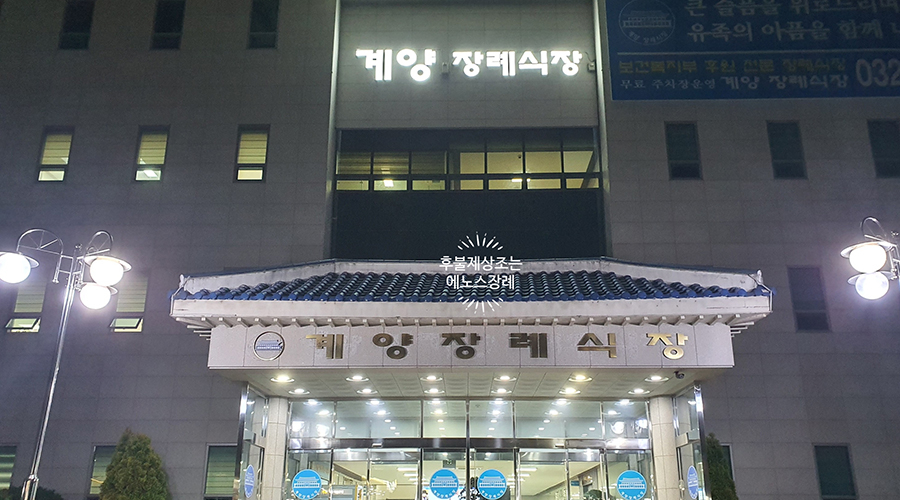 큰 슬픔을 위로드리며
유족의 아픔을 함께 나
보건복지부 후원 선정 장례식장
무료 주차장운영 계양 장례식장 032
계양 장례식장
후불제상조는
에노스장례
계양장례식장